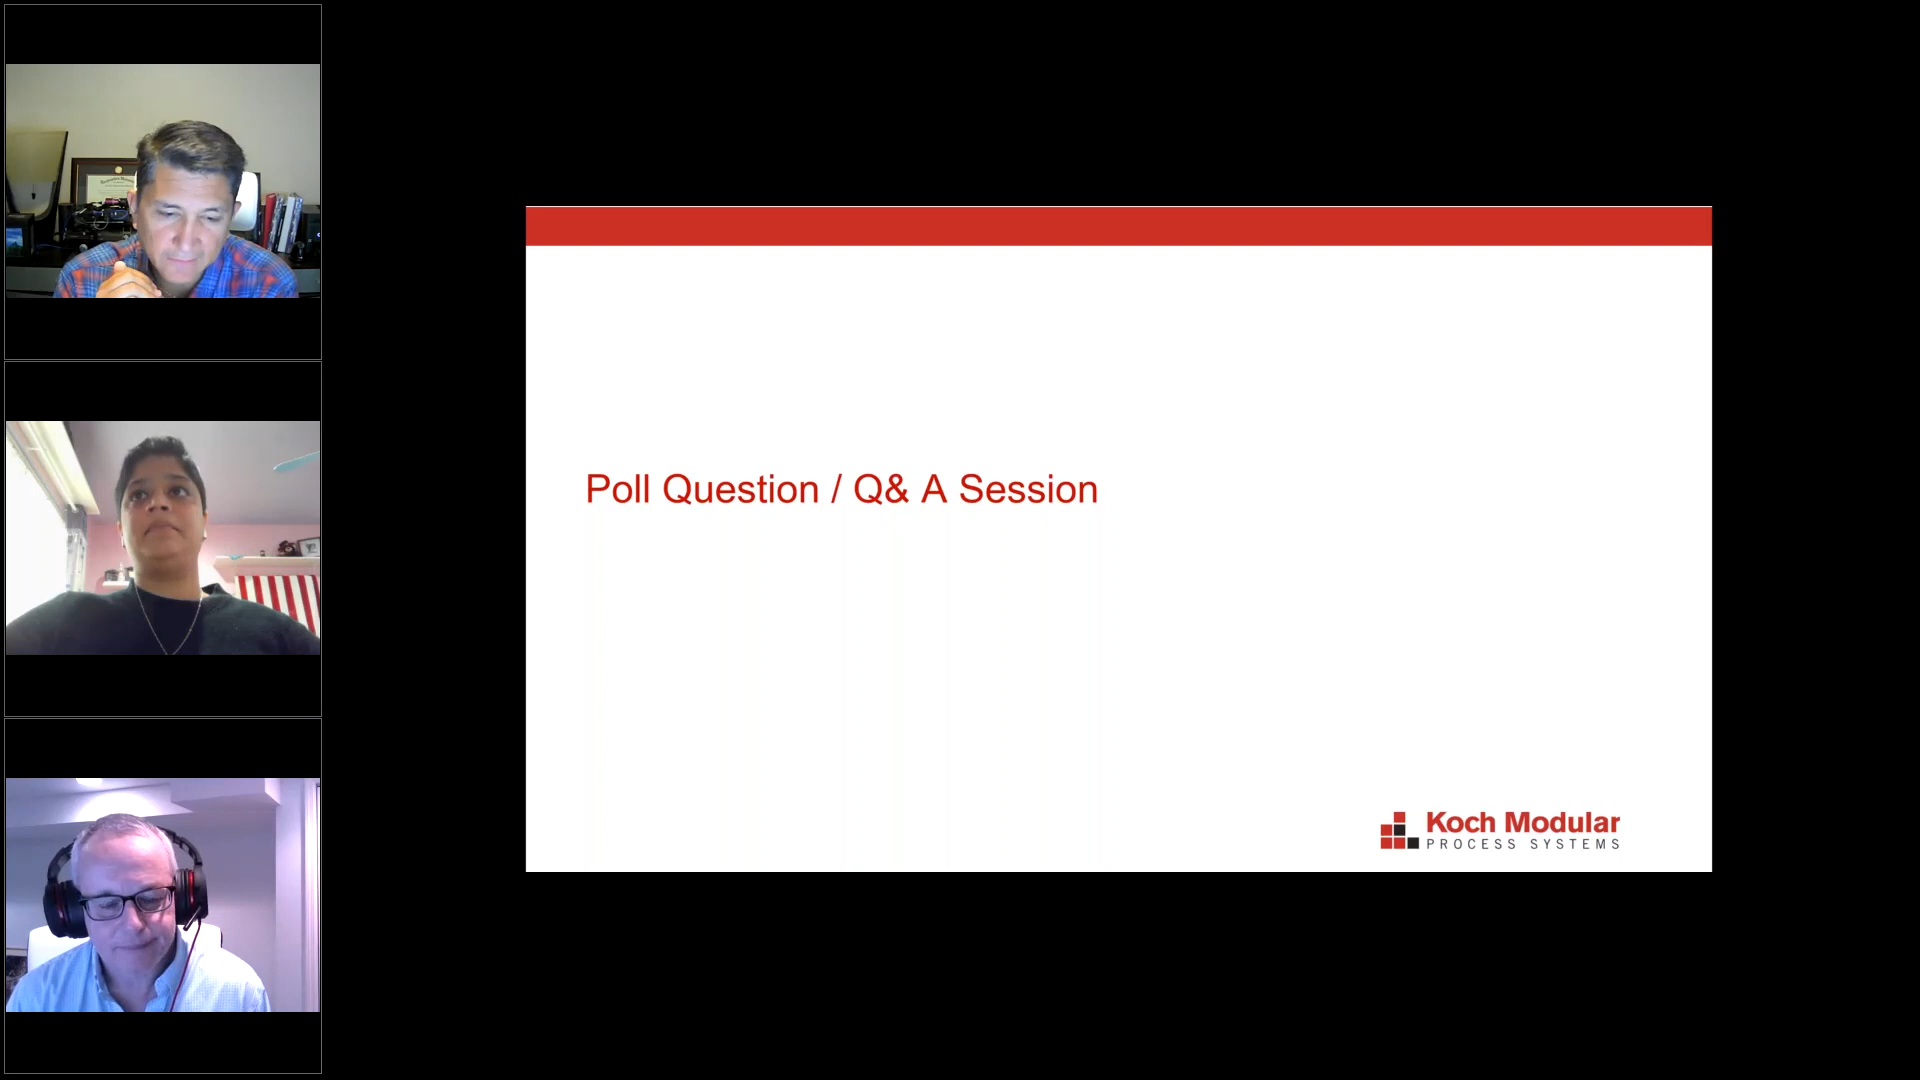 Poll Question / Q& A Session
Koch Modular
PROCESS SYSTEMS